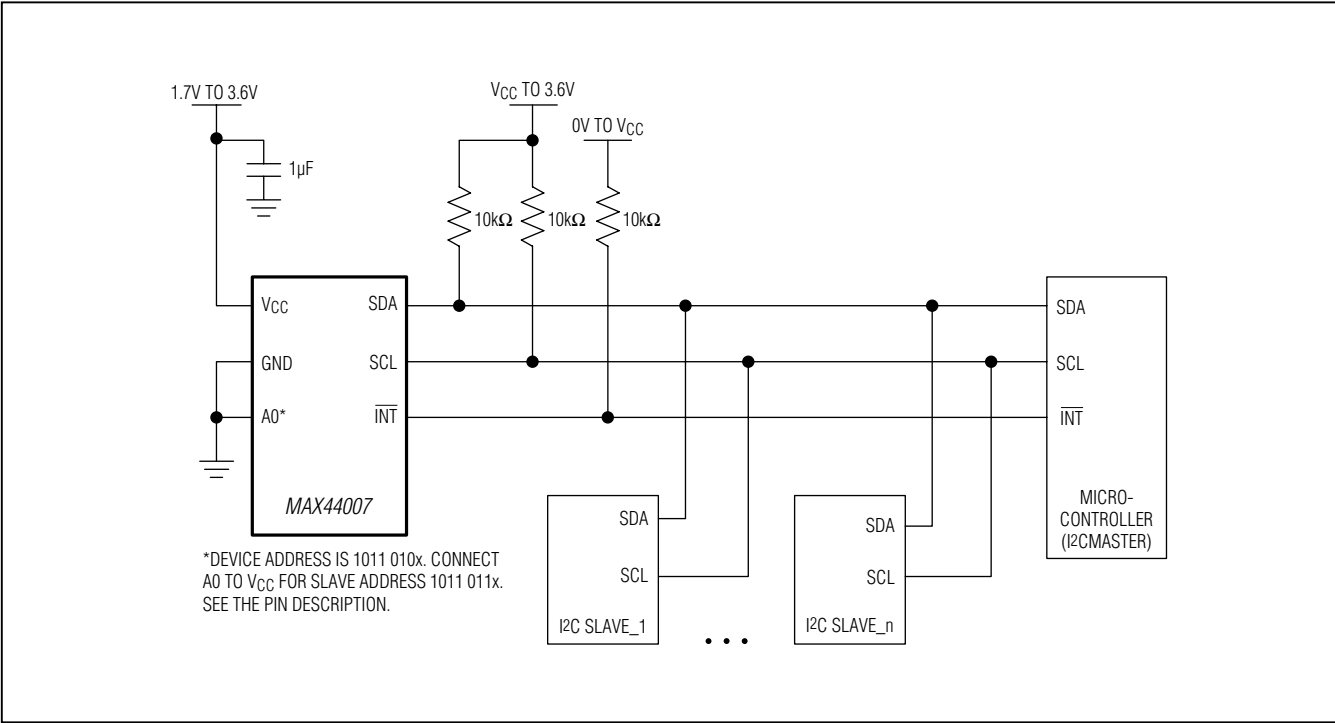 1.7V TO 3.6V
VCC TO 3.6V
0V TO VCC
1µF
10kΩ
10kΩ
10kΩ
VCC
SDA
GND
SCL
A0*
INT
MAX44007
SDA
SCL
INT
MICRO-
CONTROLLER
(I2CMASTER)
*DEVICE ADDRESS IS 1011 010x. CONNECT
A0 TO VCC FOR SLAVE ADDRESS 1011 011x.
SEE THE PIN DESCRIPTION.
SDA
SCL
I2C SLAVE_1
• • •
SDA
SCL
I2C SLAVE_n